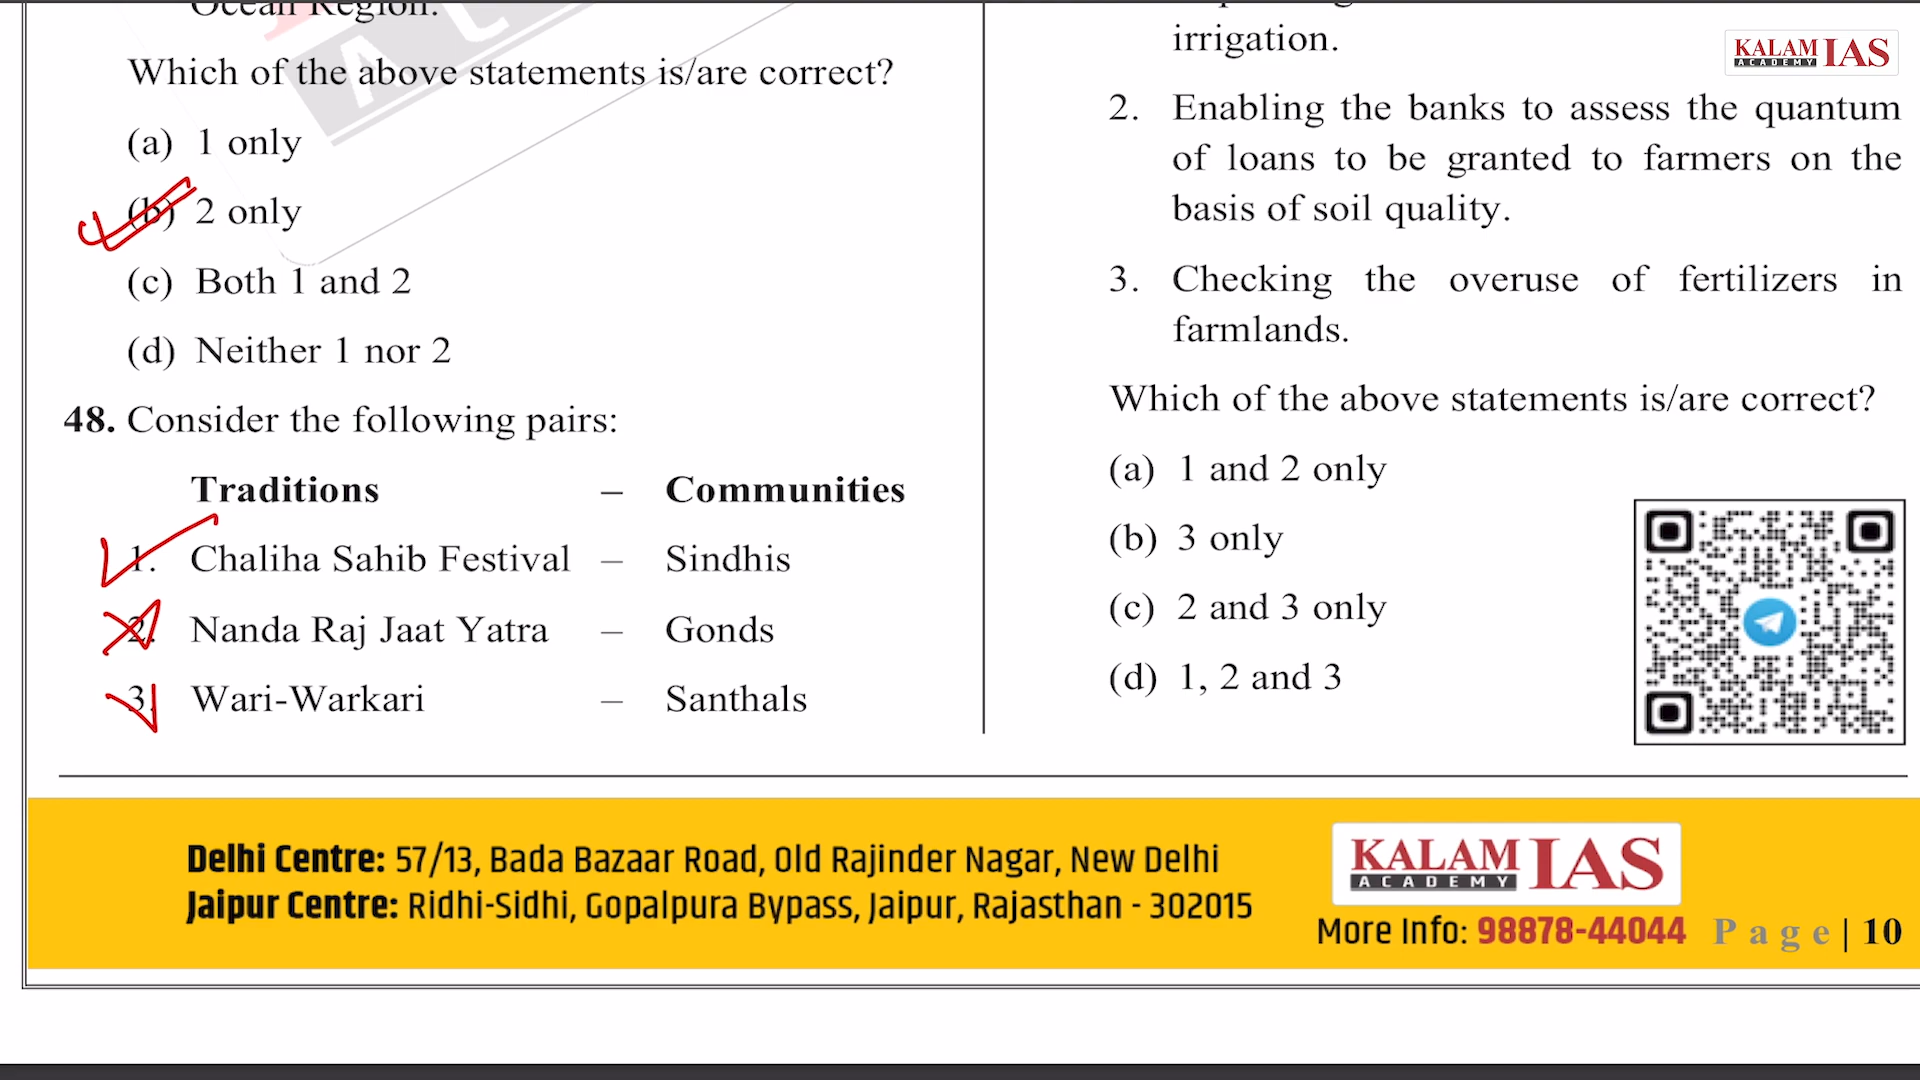 Ocean Region.
Which of the above statements is/are correct?
(a) 1 only
(b) 2 only
(c) Both 1 and 2
(d) Neither 1 nor 2
48. Consider the following pairs:
Traditions – Communities
1. Chaliha Sahib Festival – Sindhis
2. Nanda Raj Jaat Yatra – Gonds
3. Wari-Warkari – Santhals
irrigation.
2. Enabling the banks to assess the quantum
of loans to be granted to farmers on the
basis of soil quality.
3. Checking the overuse of fertilizers in
farmlands.
Which of the above statements is/are correct?
(a) 1 and 2 only
(b) 3 only
(c) 2 and 3 only
(d) 1, 2 and 3
KALAM IAS
ACADEMY
Delhi Centre: 57/13, Bada Bazaar Road, Old Rajinder Nagar, New Delhi
Jaipur Centre: Ridhi-Sidhi, Gopalpura Bypass, Jaipur, Rajasthan - 302015
KALAM IAS
ACADEMY
More Info: 98878-44044 Page | 10